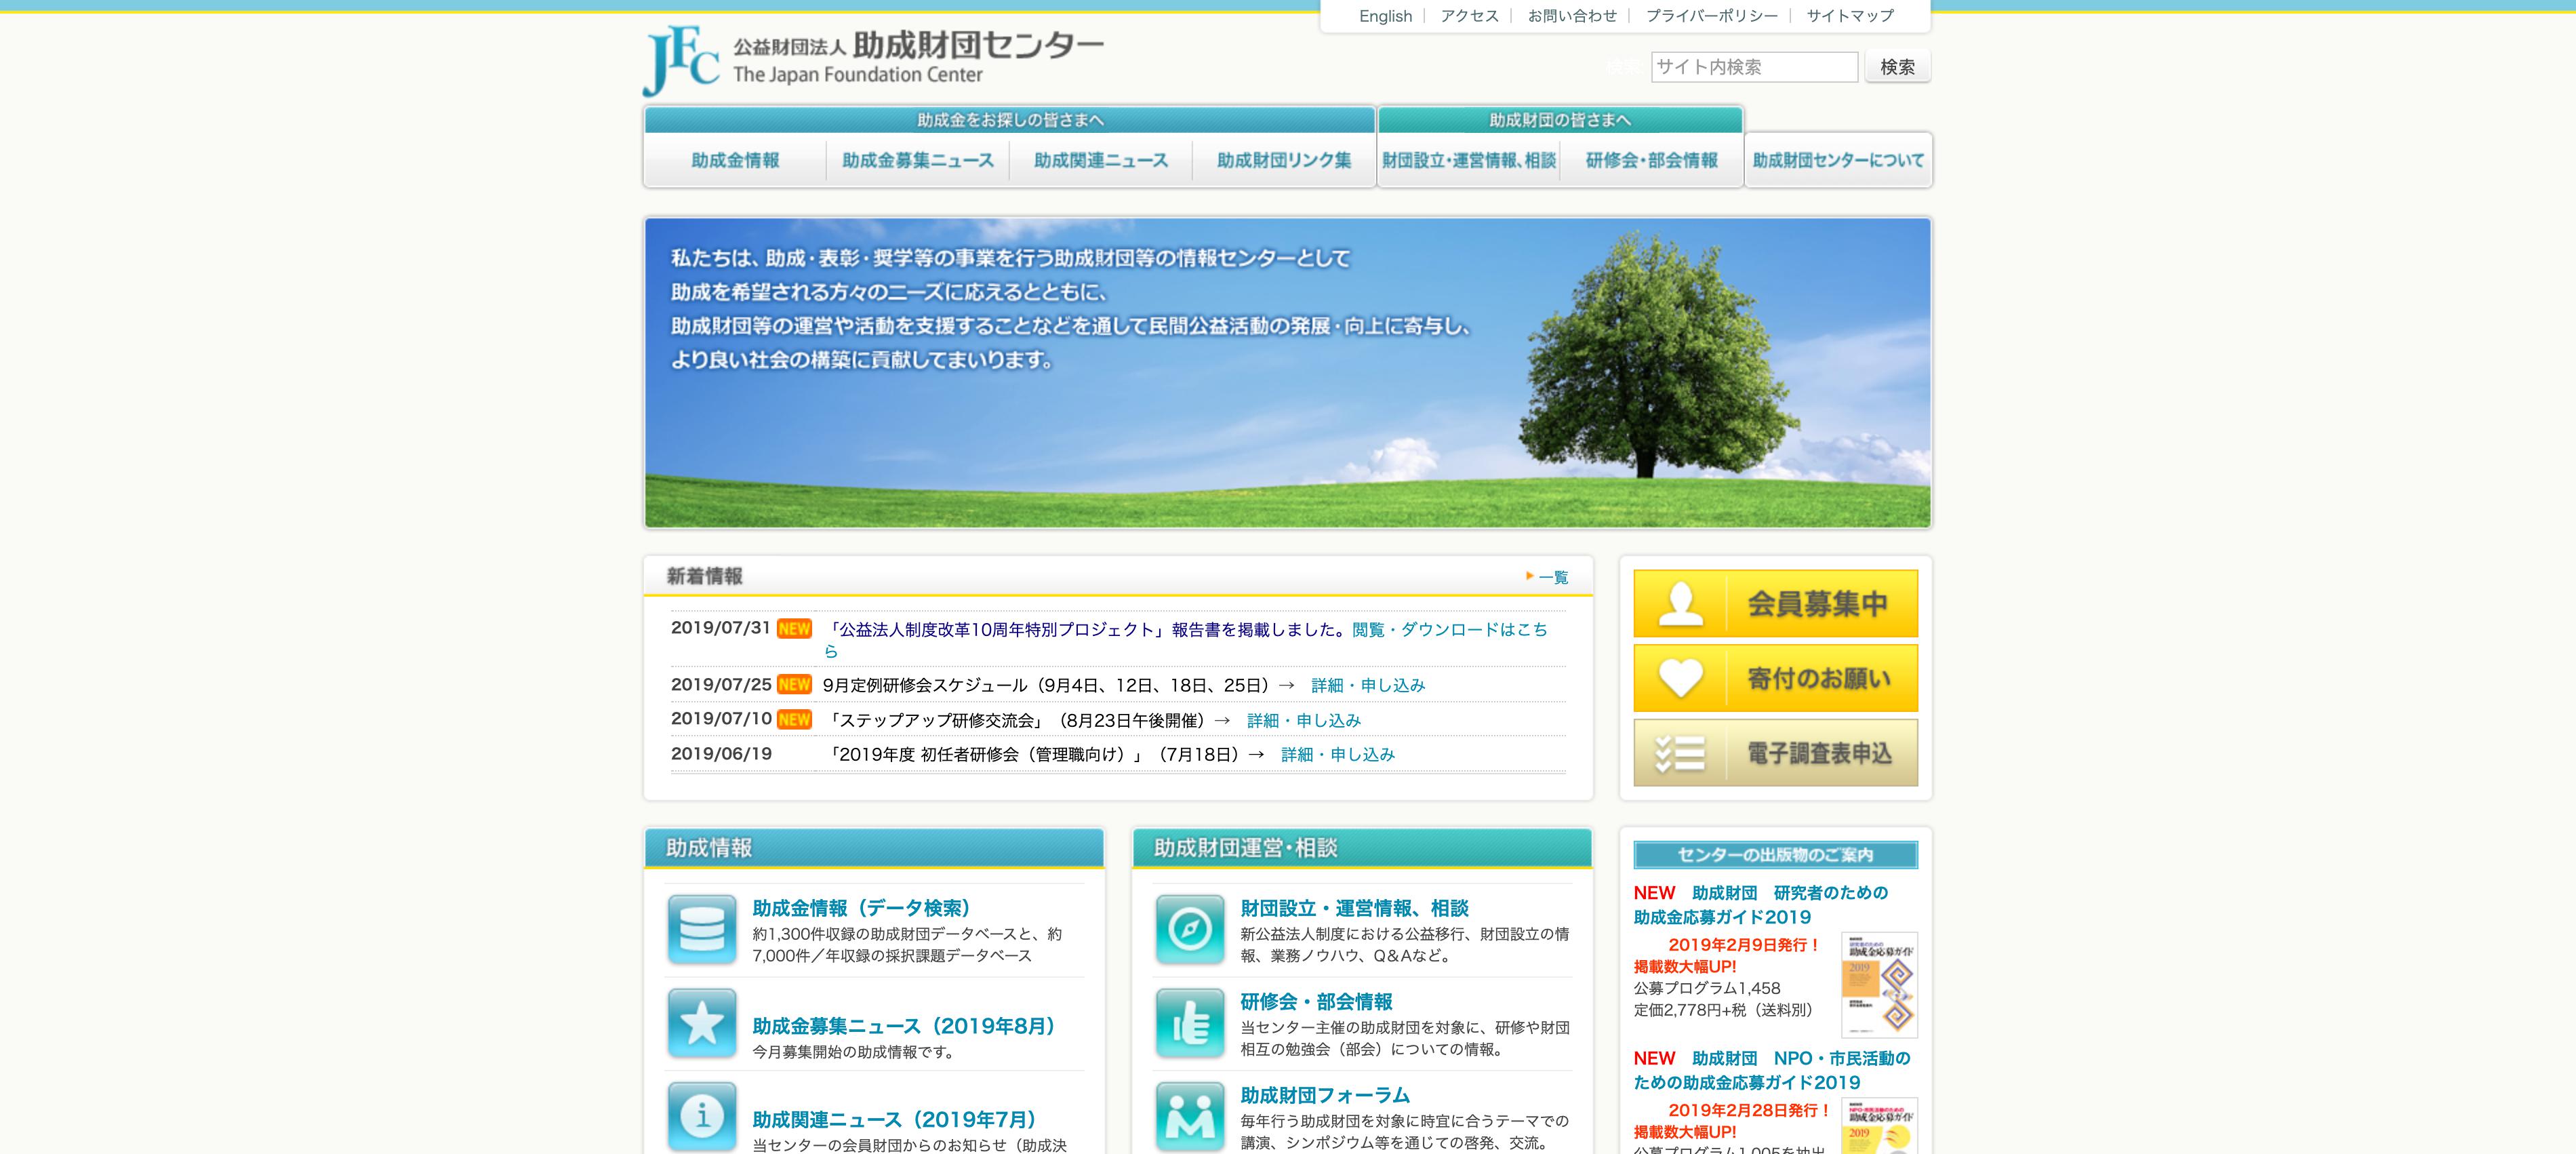 English
アクセス
お問い合わせ
プライバーポリシー
サイトマップ
JFC
公益財団法人 助成財団センター
The Japan Foundation Center
サイト内検索
検索
助成金をお探しの皆さまへ
助成財団の皆さまへ
助成金情報
助成金募集ニュース
助成関連ニュース
助成財団リンク集
財団設立・運営情報、相談
研修会・部会情報
助成財団センターについて
私たちは、助成・表彰・奨学等の事業を行う助成財団等の情報センターとして
助成を希望される方々のニーズに応えるとともに、
助成財団等の運営や活動を支援することなどを通して民間公益活動の発展・向上に寄与し、
より良い社会の構築に貢献してまいります。
新着情報
一覧
2019/07/31 NEW 「公益法人制度改革10周年特別プロジェクト」報告書を掲載しました。閲覧・ダウンロードはこち
ら
2019/07/25 NEW 9月定例研修会スケジュール（9月4日、12日、18日、25日）→ 詳細・申し込み
2019/07/10 NEW 「ステップアップ研修交流会」（8月23日午後開催）→ 詳細・申し込み
2019/06/19 「2019年度 初任者研修会（管理職向け）」（7月18日）→ 詳細・申し込み
会員募集中
寄付のお願い
電子調査表申込
助成情報
助成金情報（データ検索）
約1,300件収録の助成財団データベースと、約
7,000件／年収録の採択課題データベース
助成金募集ニュース（2019年8月）
今月募集開始の助成情報です。
助成関連ニュース（2019年7月）
当センターの会員財団からのお知らせ（助成決
助成財団運営・相談
財団設立・運営情報、相談
新公益法人制度における公益移行、財団設立の情
報、業務ノウハウ、Q＆Aなど。
研修会・部会情報
当センター主催の助成財団を対象に、研修や財団
相互の勉強会（部会）についての情報。
助成財団フォーラム
毎年行う助成財団を対象に時宜に合うテーマでの
講演、シンポジウム等を通じての啓発、交流。
センターの出版物のご案内
NEW 助成財団 研究者のための
助成金応募ガイド2019
2019年2月9日発行！
掲載数大幅UP!
公募プログラム1,458
定価2,778円+税（送料別）
助成金応募ガイド
2019
NEW 助成財団 NPO・市民活動の
ための助成金応募ガイド2019
2019年2月28日発行！
掲載数大幅UP!
公募プログラム1,005を抽出
助成金応募ガイド
2019